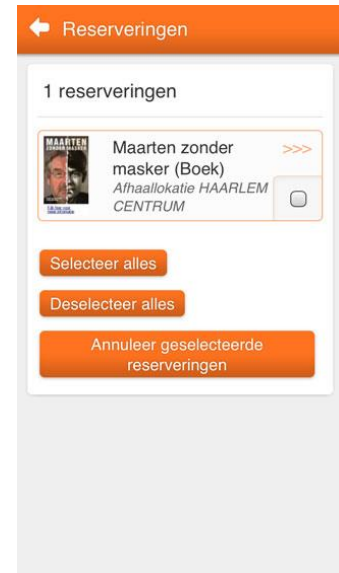 Reserveringen
1 reserveringen
MAARTEN
ZONDER MASKER
Maarten zonder
masker (Boek)
Afhaallokatie HAARLEM
CENTRUM
>>>
Selecteer alles
Deselecteer alles
Annuleer geselecteerde
reserveringen